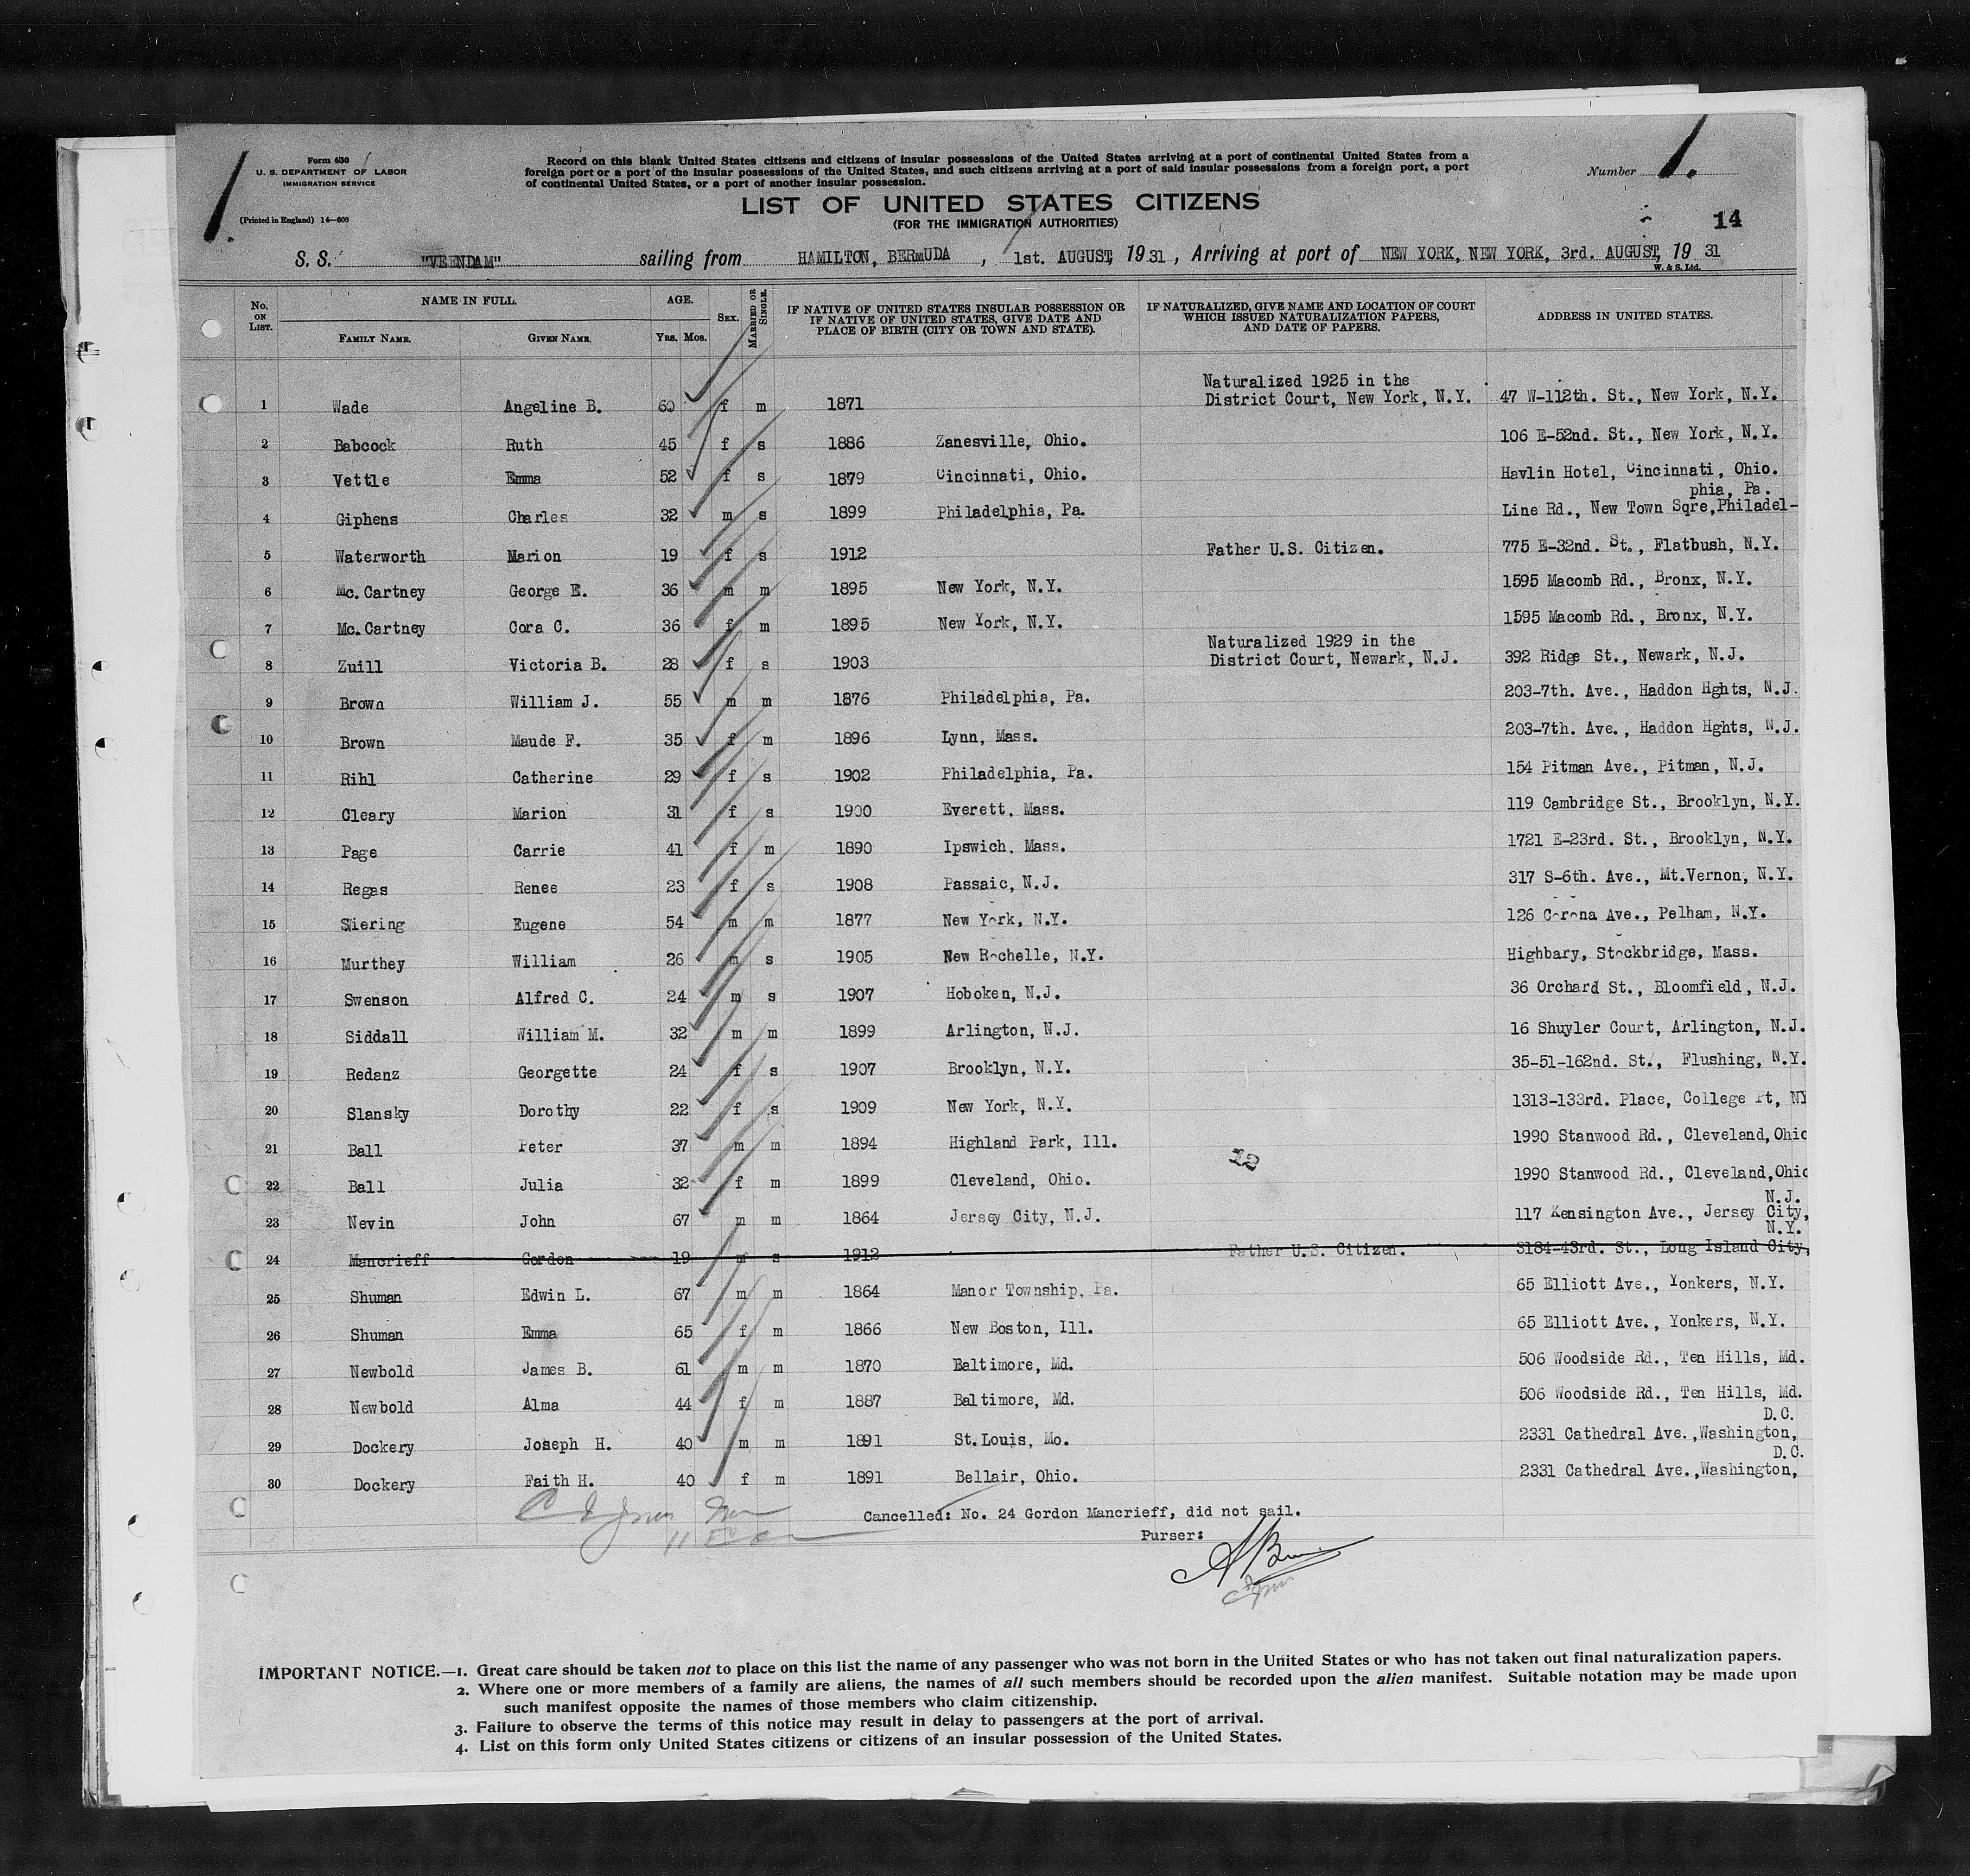 Form 630
U. S. DEPARTMENT OF LABOR
IMMIGRATION SERVICE
(Printed in England) 14—608
Record on this blank United States citizens and citizens of insular possessions of the United States arriving at a port of continental United States from a
foreign port or a port of the insular possessions of the United States, and such citizens arriving at a port of said insular possessions from a foreign port, a port
of continental United States, or a port of another insular possession.
Number 1.
1.
LIST OF UNITED STATES CITIZENS
(FOR THE IMMIGRATION AUTHORITIES)
14
S. S. "VEENDAM" sailing from HAMILTON, BERMUDA, 1st. AUGUST, 1931, Arriving at port of NEW YORK, NEW YORK, 3rd. AUGUST, 1931
W. & S. Ltd.
No. ON LIST. NAME IN FULL. FAMILY NAME. GIVEN NAME. AGE. YRS. MOS. SEX. MARRIED OR SINGLE. IF NATIVE OF UNITED STATES INSULAR POSSESSION OR IF NATIVE OF UNITED STATES, GIVE DATE AND PLACE OF BIRTH (CITY OR TOWN AND STATE). IF NATURALIZED, GIVE NAME AND LOCATION OF COURT WHICH ISSUED NATURALIZATION PAPERS, AND DATE OF PAPERS. ADDRESS IN UNITED STATES.
1 Wade Angeline B. 60 f m 1871 Naturalized 1925 in the District Court, New York, N.Y. 47 W-112th. St., New York, N.Y.
2 Babcock Ruth 45 f s 1886 Zanesville, Ohio. 106 E-52nd. St., New York, N.Y.
3 Vettle Emma 52 f s 1879 Cincinnati, Ohio. Havlin Hotel, Cincinnati, Ohio.
4 Giphens Charles 32 m s 1899 Philadelphia, Pa. Line Rd., New Town Sqre,Philadel- phia, Pa.
5 Waterworth Marion 19 f s 1912 Father U.S. Citizen. 775 E-32nd. St., Flatbush, N.Y.
6 Mc.Cartney George E. 36 m m 1895 New York, N.Y. 1595 Macomb Rd., Bronx, N.Y.
7 Mc.Cartney Cora C. 36 f m 1895 New York, N.Y. 1595 Macomb Rd., Bronx, N.Y.
8 Zuill Victoria B. 28 f s 1903 Naturalized 1929 in the District Court, Newark, N.J. 392 Ridge St., Newark, N.J.
9 Brown William J. 55 m m 1876 Philadelphia, Pa. 203-7th. Ave., Haddon Hghts, N.J.
10 Brown Maude F. 35 f m 1896 Lynn, Mass. 203-7th. Ave., Haddon Hghts, N.J.
11 Rihl Catherine 29 f s 1902 Philadelphia, Pa. 154 Pitman Ave., Pitman, N.J.
12 Cleary Marion 31 f s 1900 Everett, Mass. 119 Cambridge St., Brooklyn, N.Y.
13 Page Carrie 41 f m 1890 Ipswich, Mass. 1721 E-23rd. St., Brooklyn, N.Y.
14 Regas Renee 23 f s 1908 Passaic, N.J. 317 S-6th. Ave., Mt.Vernon, N.Y.
15 Siering Eugene 54 m m 1877 New York, N.Y. 126 Corona Ave., Pelham, N.Y.
16 Murthey William 26 m s 1905 New Rochelle, N.Y. Highbary, Stockbridge, Mass.
17 Swenson Alfred C. 24 m s 1907 Hoboken, N.J. 36 Orchard St., Bloomfield, N.J.
18 Siddall William M. 32 m m 1899 Arlington, N.J. 16 Shuyler Court, Arlington, N.J.
19 Redanz Georgette 24 f s 1907 Brooklyn, N.Y. 35-51-162nd. St., Flushing, N.Y.
20 Slansky Dorothy 22 f s 1909 New York, N.Y. 1313-133rd. Place, College Pt, NY
21 Ball Peter 37 m m 1894 Highland Park, Ill. 1990 Stanwood Rd., Cleveland,Ohio
12
22 Ball Julia 32 f m 1899 Cleveland, Ohio. 1990 Stanwood Rd., Cleveland,Ohio
23 Nevin John 67 m m 1864 Jersey City, N.J. 117 Kensington Ave., Jersey City, N.J.
24 Mancrieff Gordon 19 m s 1912 Father U.S. Citizen. 3184-43rd. St., Long Island City, N.Y.
25 Shuman Edwin L. 67 m m 1864 Manor Township, Pa. 65 Elliott Ave., Yonkers, N.Y.
26 Shuman Emma 65 f m 1866 New Boston, Ill. 65 Elliott Ave., Yonkers, N.Y.
27 Newbold James B. 61 m m 1870 Baltimore, Md. 506 Woodside Rd., Ten Hills, Md.
28 Newbold Alma 44 f m 1887 Baltimore, Md. 506 Woodside Rd., Ten Hills, Md.
29 Dockery Joseph H. 40 m m 1891 St.Louis, Mo. 2331 Cathedral Ave.,Washington, D.C.
30 Dockery Faith H. 40 f m 1891 Bellair, Ohio. 2331 Cathedral Ave.,Washington, D.C.
Cancelled: No. 24 Gordon Mancrieff, did not sail.
Purser:
IMPORTANT NOTICE.—1. Great care should be taken not to place on this list the name of any passenger who was not born in the United States or who has not taken out final naturalization papers.
2. Where one or more members of a family are aliens, the names of all such members should be recorded upon the alien manifest. Suitable notation may be made upon
such manifest opposite the names of those members who claim citizenship.
3. Failure to observe the terms of this notice may result in delay to passengers at the port of arrival.
4. List on this form only United States citizens or citizens of an insular possession of the United States.